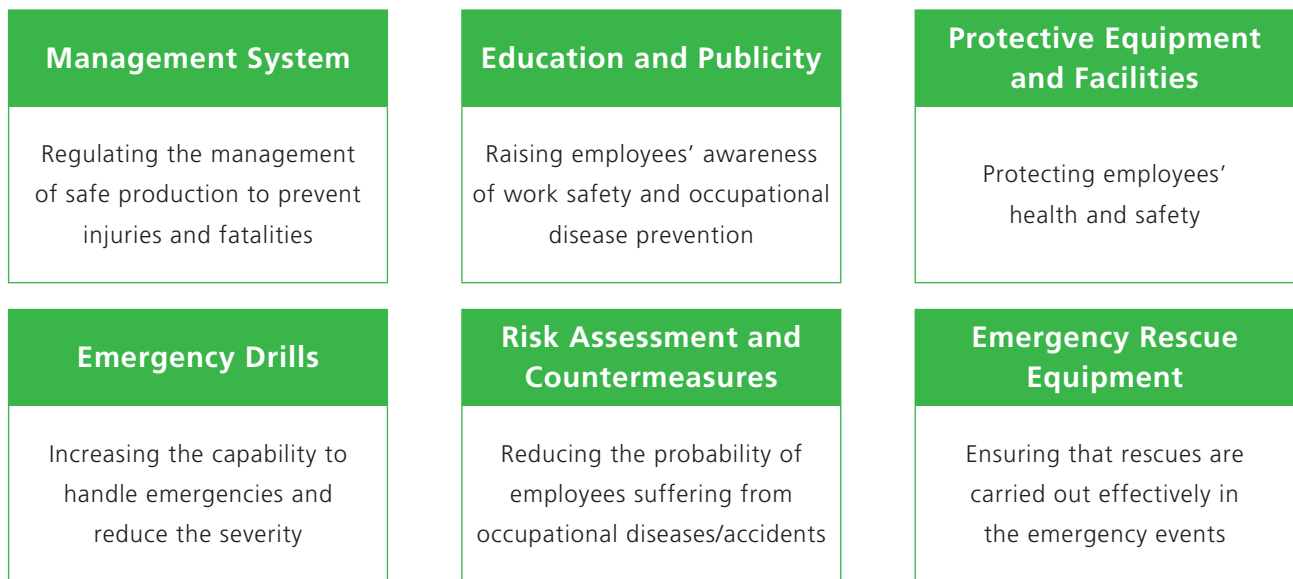 Management System
Regulating the management
of safe production to prevent
injuries and fatalities
Education and Publicity
Raising employees’ awareness
of work safety and occupational
disease prevention
Protective Equipment
and Facilities
Protecting employees’
health and safety
Emergency Drills
Increasing the capability to
handle emergencies and
reduce the severity
Risk Assessment and
Countermeasures
Reducing the probability of
employees suffering from
occupational diseases/accidents
Emergency Rescue
Equipment
Ensuring that rescues are
carried out effectively in
the emergency events